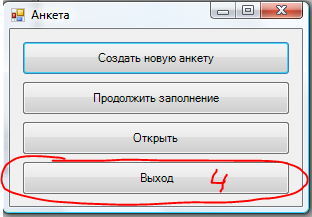 Анкета
Создать новую анкету
Продолжить заполнение
Открыть
Выход 4